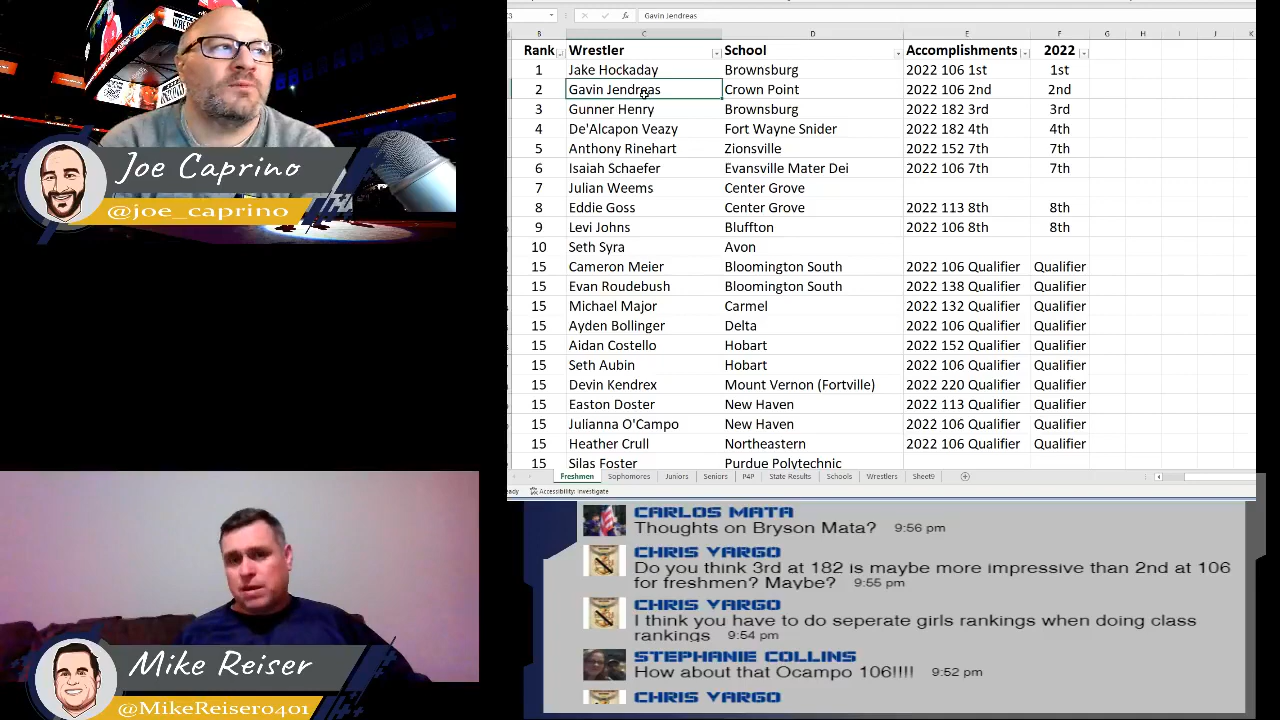 Gavin Jendreas
B C D E F G H I J K
Rank Wrestler School Accomplishments 2022
1 Jake Hockaday Brownsburg 2022 106 1st 1st
2 Gavin Jendreas Crown Point 2022 106 2nd 2nd
3 Gunner Henry Brownsburg 2022 182 3rd 3rd
4 De'Alcapon Veazy Fort Wayne Snider 2022 182 4th 4th
5 Anthony Rinehart Zionsville 2022 152 7th 7th
6 Isaiah Schaefer Evansville Mater Dei 2022 106 7th 7th
7 Julian Weems Center Grove
8 Eddie Goss Center Grove 2022 113 8th 8th
9 Levi Johns Bluffton 2022 106 8th 8th
10 Seth Syra Avon
15 Cameron Meier Bloomington South 2022 106 Qualifier Qualifier
15 Evan Roudebush Bloomington South 2022 138 Qualifier Qualifier
15 Michael Major Carmel 2022 132 Qualifier Qualifier
15 Ayden Bollinger Delta 2022 106 Qualifier Qualifier
15 Aidan Costello Hobart 2022 152 Qualifier Qualifier
15 Seth Aubin Hobart 2022 106 Qualifier Qualifier
15 Devin Kendrex Mount Vernon (Fortville) 2022 220 Qualifier Qualifier
15 Easton Doster New Haven 2022 113 Qualifier Qualifier
15 Julianna O'Campo New Haven 2022 106 Qualifier Qualifier
15 Heather Crull Northeastern 2022 106 Qualifier Qualifier
15 Silas Foster Purdue Polytechnic
Freshmen Sophomores Juniors Seniors P4P State Results Schools Wrestlers Sheet9
Accessibility: Investigate
Joe Caprino
@joe_caprino
Mike Reiser
@MikeReiser0401
CARLOS MATA
Thoughts on Bryson Mata? 9:56 pm
CHRIS VARGO
Do you think 3rd at 182 is maybe more impressive than 2nd at 106
for freshmen? Maybe? 9:55 pm
CHRIS VARGO
I think you have to do seperate girls rankings when doing class
rankings 9:54 pm
STEPHANIE COLLINS
How about that Ocampo 106!!!! 9:52 pm
CHRIS VARGO